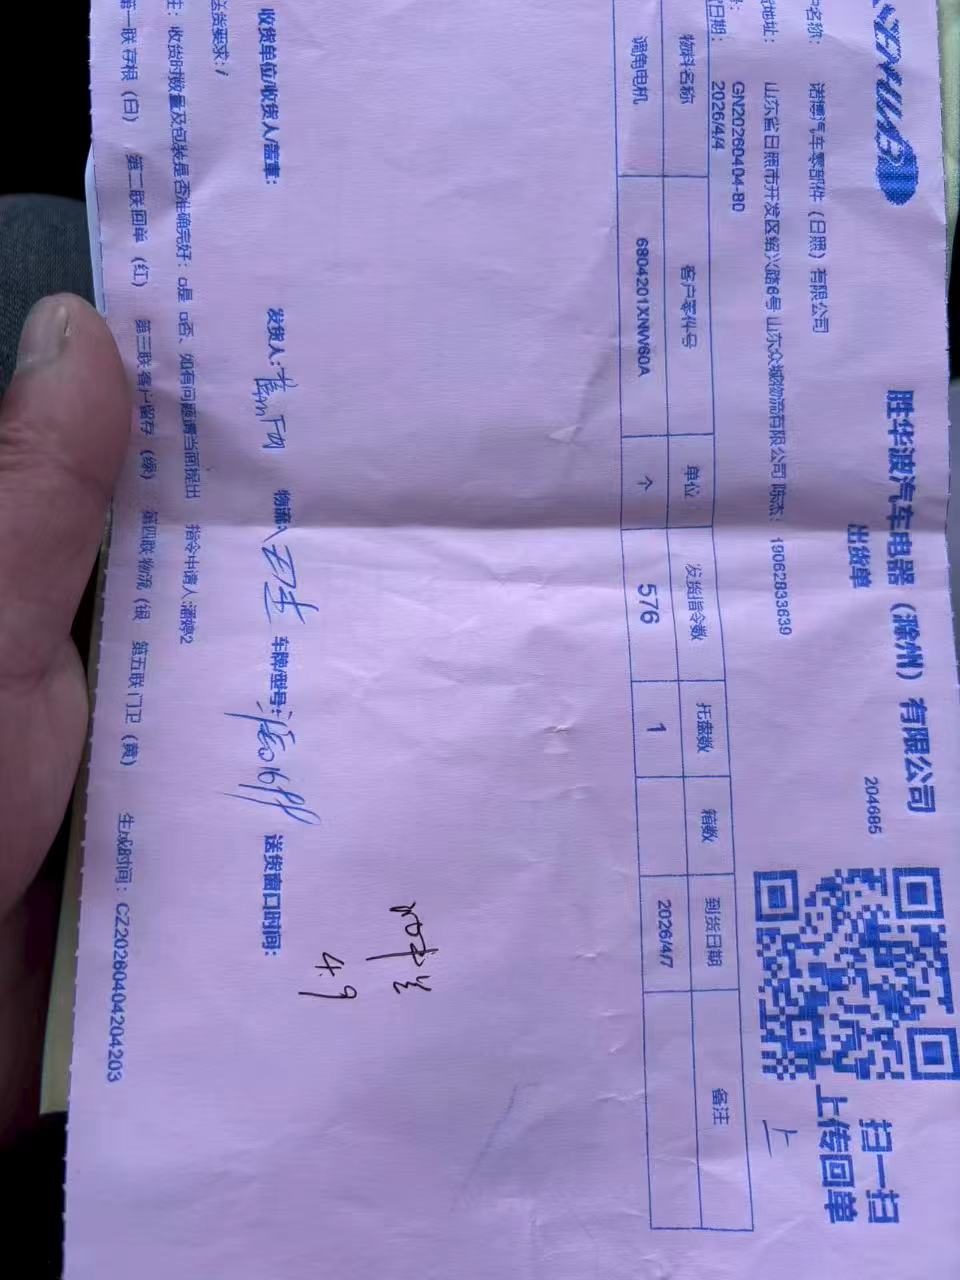 胜华波汽车电器（滁州）有限公司
出货单
204685
扫一扫
上传回单
户名称： 诺博汽车零部件（日照）有限公司
货地址： 山东省日照市开发区绍兴路6号 山东众城物流有限公司 陈杰：19062833639
号： GN20260404-80
日期： 2026/4/4
上
物料名称 客户零件号 单位 发货指令数 托盘数 箱数 到货日期 备注
调角电机 6804201XNW60A 个 576 1 2026/4/7
4.9
收货单位/收货人/盖章： 发货人： 物流： 车牌/型号： 送货窗口时间：
送货要求：/
注：收货时数量及包装是否准确完好：□是 □否、如有问题请当面提出 指令申请人:潘婷2
第一联 存根（白） 第二联 回单（红） 第三联 客户留存（绿） 第四联 物流（银 第五联 门卫（黄） 生成时间：CZ20260404204203